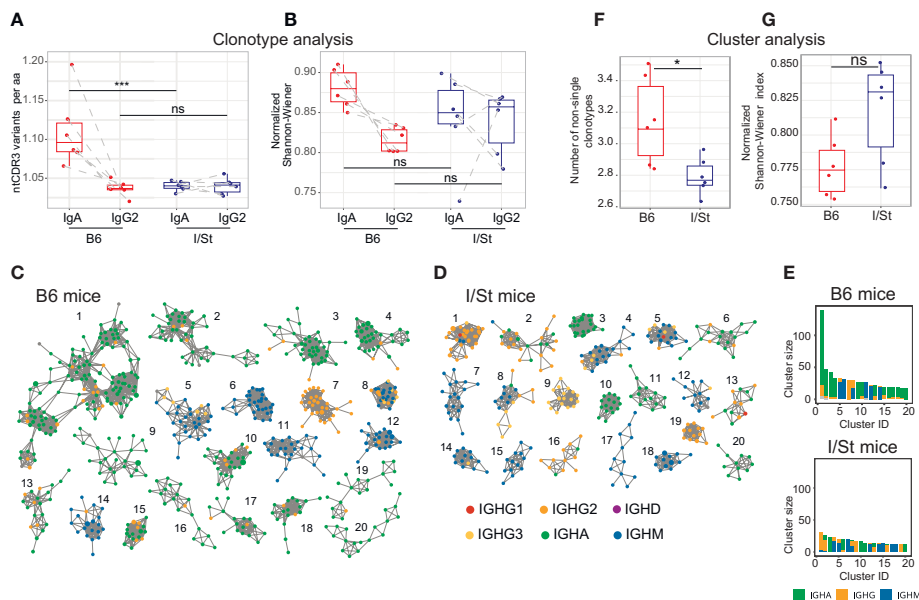 A
B
Clonotype analysis
F
G
Cluster analysis
ntCDR3 variants per aa
1.20
1.15
1.10
1.05
***
ns
IgA
IgG2
IgA
IgG2
B6
I/St
Normalized
Shannon-Wiener
0.90
0.85
0.80
0.75
ns
ns
IgA
IgG2
IgA
IgG2
B6
I/St
Number of non-single
clonotypes
3.4
3.2
3.0
2.8
2.6
*
B6
I/St
Normalized
Shannon-Wiener index
0.850
0.825
0.800
0.775
0.750
ns
B6
I/St
C
B6 mice
1
2
3
4
5
6
7
8
9
10
11
12
13
14
15
16
17
18
19
20
D
I/St mice
1
2
3
4
5
6
7
8
9
10
11
12
13
14
15
16
17
18
19
20
IGHG1
IGHG2
IGHD
IGHG3
IGHA
IGHM
E
B6 mice
Cluster size
100
50
0
0
5
10
15
20
Cluster ID
I/St mice
Cluster size
100
50
0
0
5
10
15
20
Cluster ID
IGHA
IGHG
IGHM